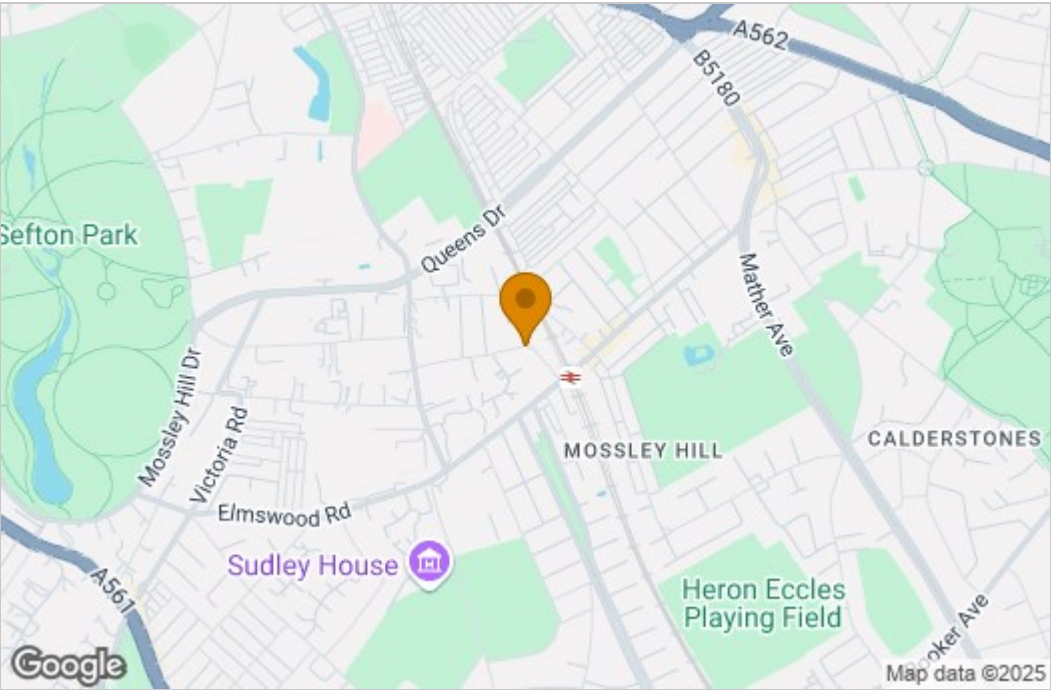 A562
B5180
Sefton Park
Queens Dr
Mather Ave
Mossley Hill Dr
Victoria Rd
MOSSLEY HILL
CALDERSTONES
Elmswood Rd
Sudley House
A561
Heron Eccles
Playing Field
Google
Map data ©2025